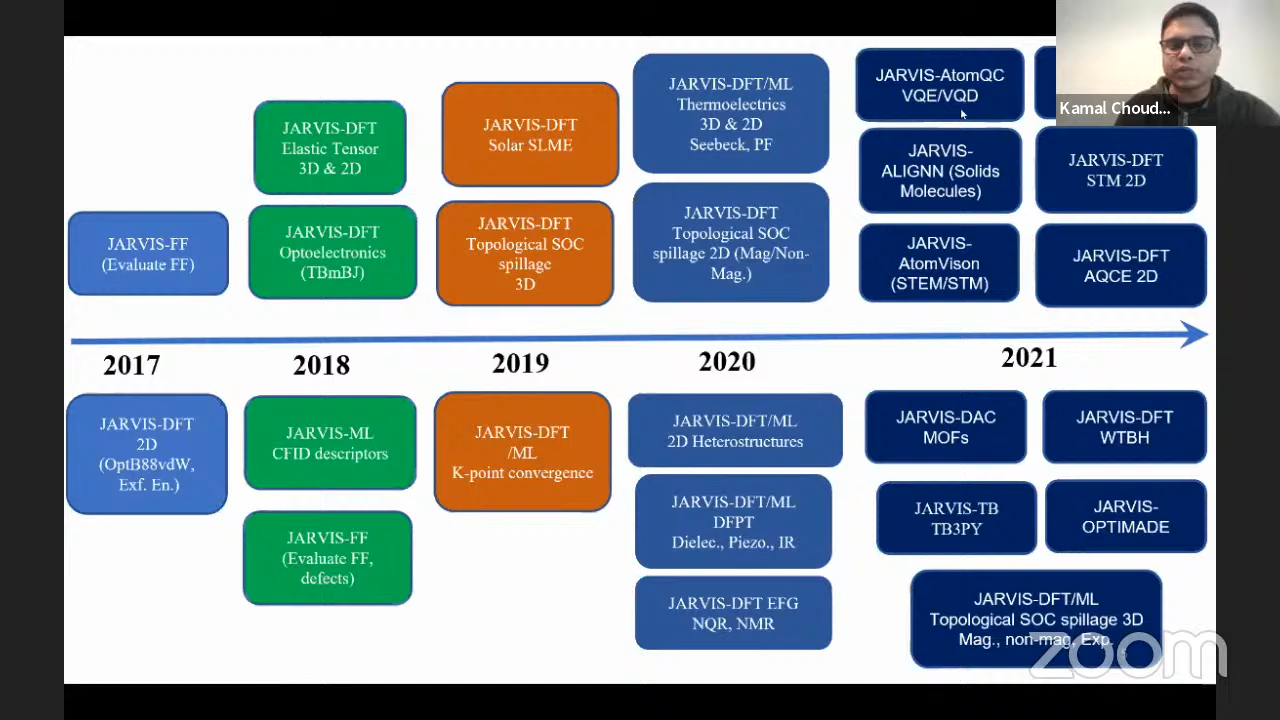 JARVIS-FF
(Evaluate FF)
JARVIS-DFT
Elastic Tensor
3D & 2D
JARVIS-DFT
Optoelectronics
(TBmBJ)
JARVIS-DFT
Solar SLME
JARVIS-DFT
Topological SOC
spillage
3D
JARVIS-DFT/ML
Thermoelectrics
3D & 2D
Seebeck, PF
JARVIS-DFT
Topological SOC
spillage 2D (Mag/Non-
Mag.)
JARVIS-AtomQC
VQE/VQD
JARVIS-
ALIGNN (Solids
Molecules)
JARVIS-
AtomVison
(STEM/STM)
Kamal Choud...
JARVIS-DFT
STM 2D
JARVIS-DFT
AQCE 2D
2017
2018
2019
2020
2021
JARVIS-DFT
2D
(OptB88vdW,
Exf. En.)
JARVIS-ML
CFID descriptors
JARVIS-FF
(Evaluate FF,
defects)
JARVIS-DFT
/ML
K-point convergence
JARVIS-DFT/ML
2D Heterostructures
JARVIS-DFT/ML
DFPT
Dielec., Piezo., IR
JARVIS-DFT EFG
NQR, NMR
JARVIS-DAC
MOFs
JARVIS-DFT
WTBH
JARVIS-TB
TB3PY
JARVIS-
OPTIMADE
JARVIS-DFT/ML
Topological SOC spillage 3D
Mag., non-mag, Exp.
zoom